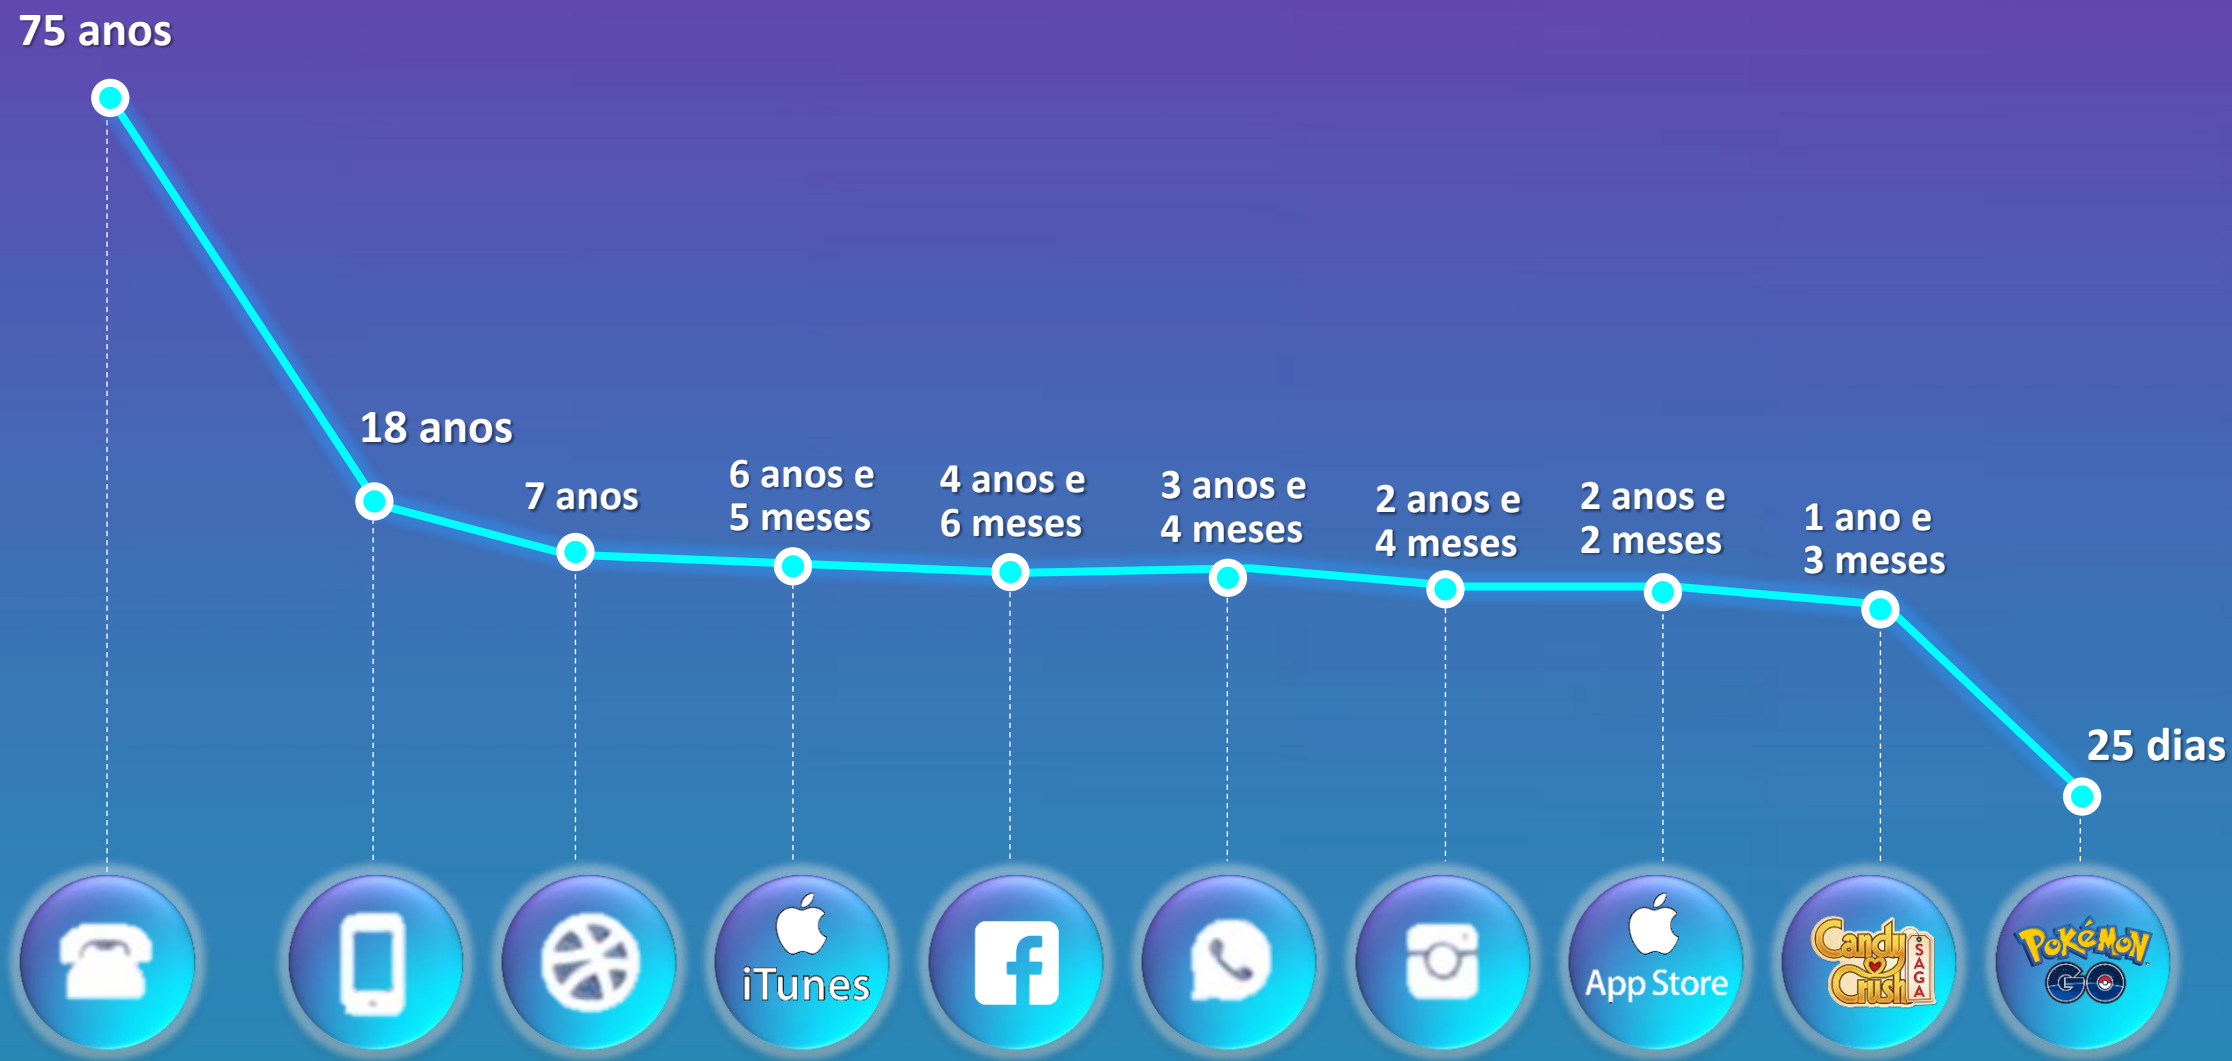 75 anos
18 anos
7 anos
6 anos e
5 meses
4 anos e
6 meses
3 anos e
4 meses
2 anos e
4 meses
2 anos e
2 meses
1 ano e
3 meses
25 dias
iTunes
App Store
Candy
Crush
SAGA
POKéMON
GO